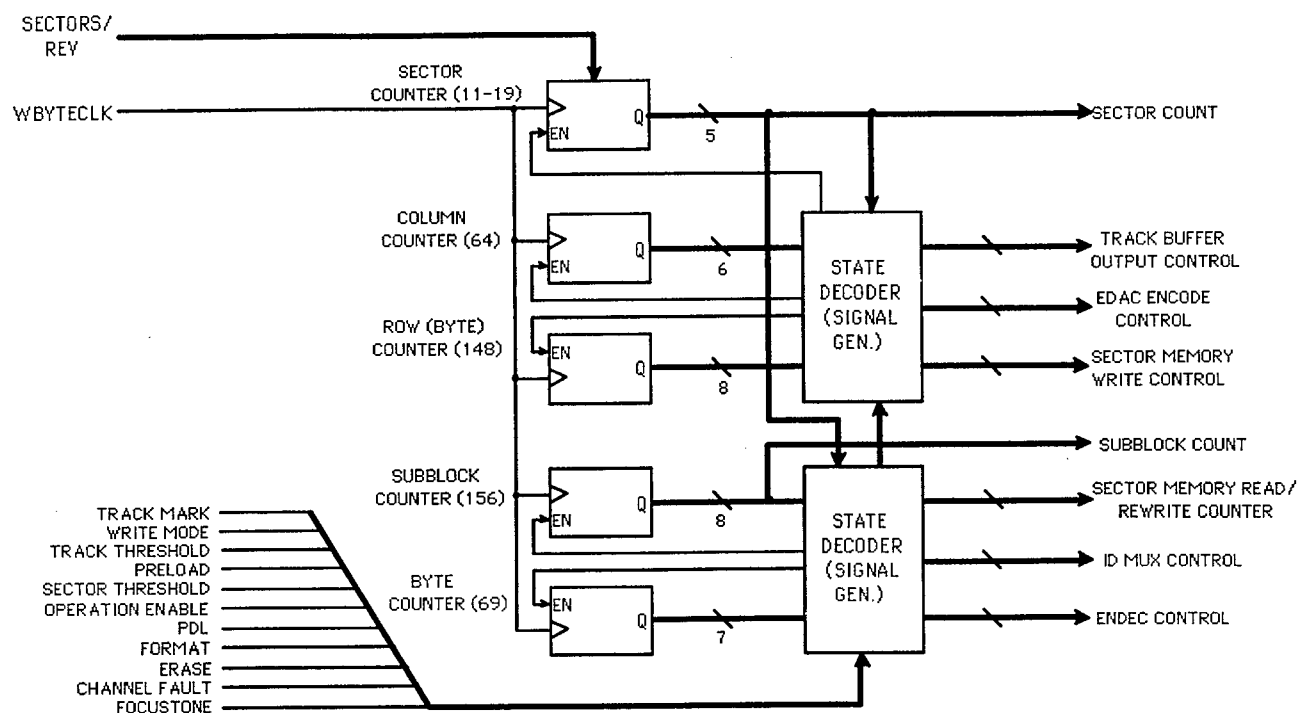 SECTORS/
REV
WBYTECLK
SECTOR
COUNTER (11-19)
EN
Q
5
SECTOR COUNT
COLUMN
COUNTER (64)
EN
Q
6
ROW (BYTE)
COUNTER (148)
EN
Q
8
STATE
DECODER
(SIGNAL
GEN.)
TRACK BUFFER
OUTPUT CONTROL
EDAC ENCODE
CONTROL
SECTOR MEMORY
WRITE CONTROL
SUBBLOCK COUNT
SUBBLOCK
COUNTER (156)
EN
Q
8
BYTE
COUNTER (69)
EN
Q
7
STATE
DECODER
(SIGNAL
GEN.)
SECTOR MEMORY READ/
REWRITE COUNTER
ID MUX CONTROL
ENDEC CONTROL
TRACK MARK
WRITE MODE
TRACK THRESHOLD
PRELOAD
SECTOR THRESHOLD
OPERATION ENABLE
PDL
FORMAT
ERASE
CHANNEL FAULT
FOCUSTONE